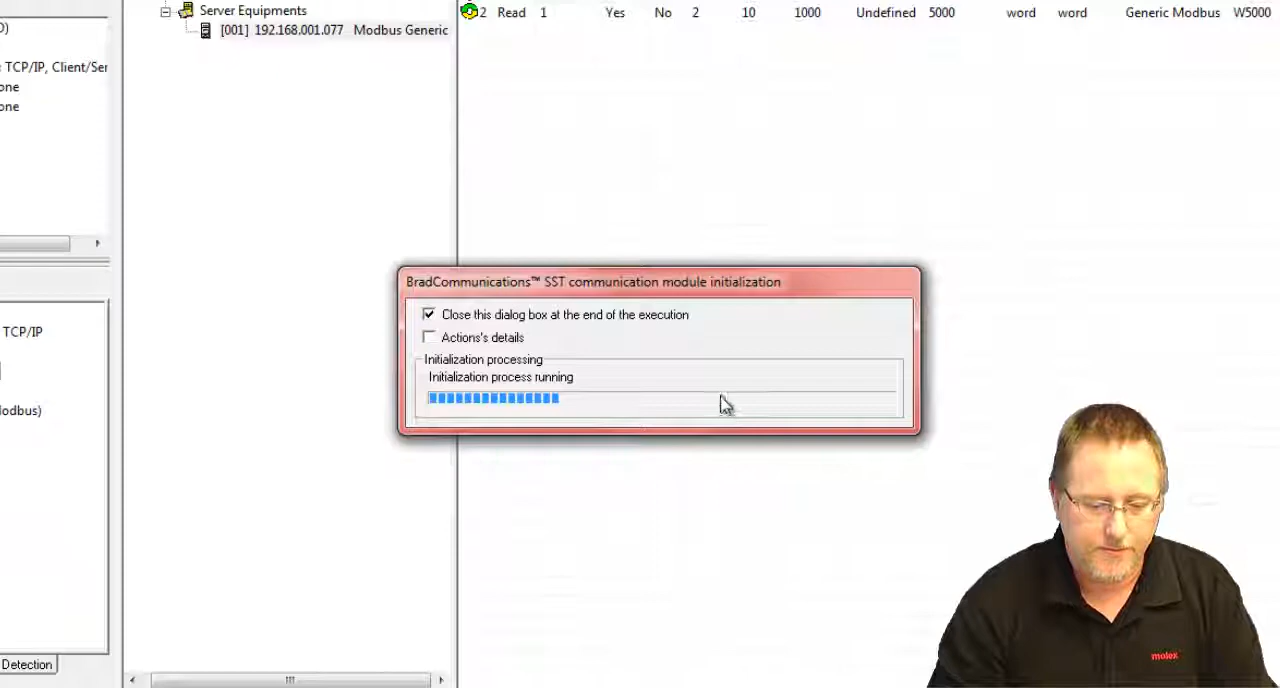 Server Equipments
2 Read 1 Yes No 2 10 1000 Undefined 5000 word word Generic Modbus W5000
[001] 192.168.001.077 Modbus Generic
)
: TCP/IP, Client/Ser
one
one
BradCommunications™ SST communication module initialization
Close this dialog box at the end of the execution
Actions's details
Initialization processing
Initialization process running
TCP/IP
lodbus)
Detection
molex